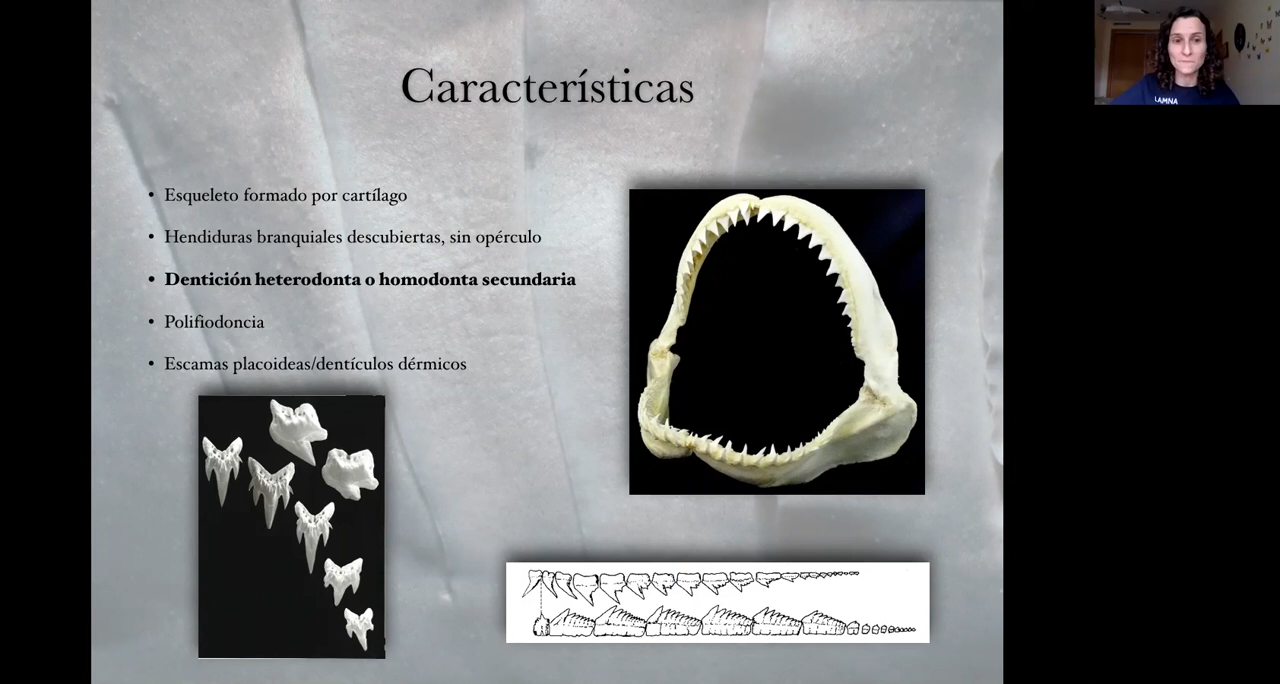 Características
LAMNA
• Esqueleto formado por cartílago
• Hendiduras branquiales descubiertas, sin opérculo
• Dentición heterodonta o homodonta secundaria
• Polifiodoncia
• Escamas placoideas/dentículos dérmicos